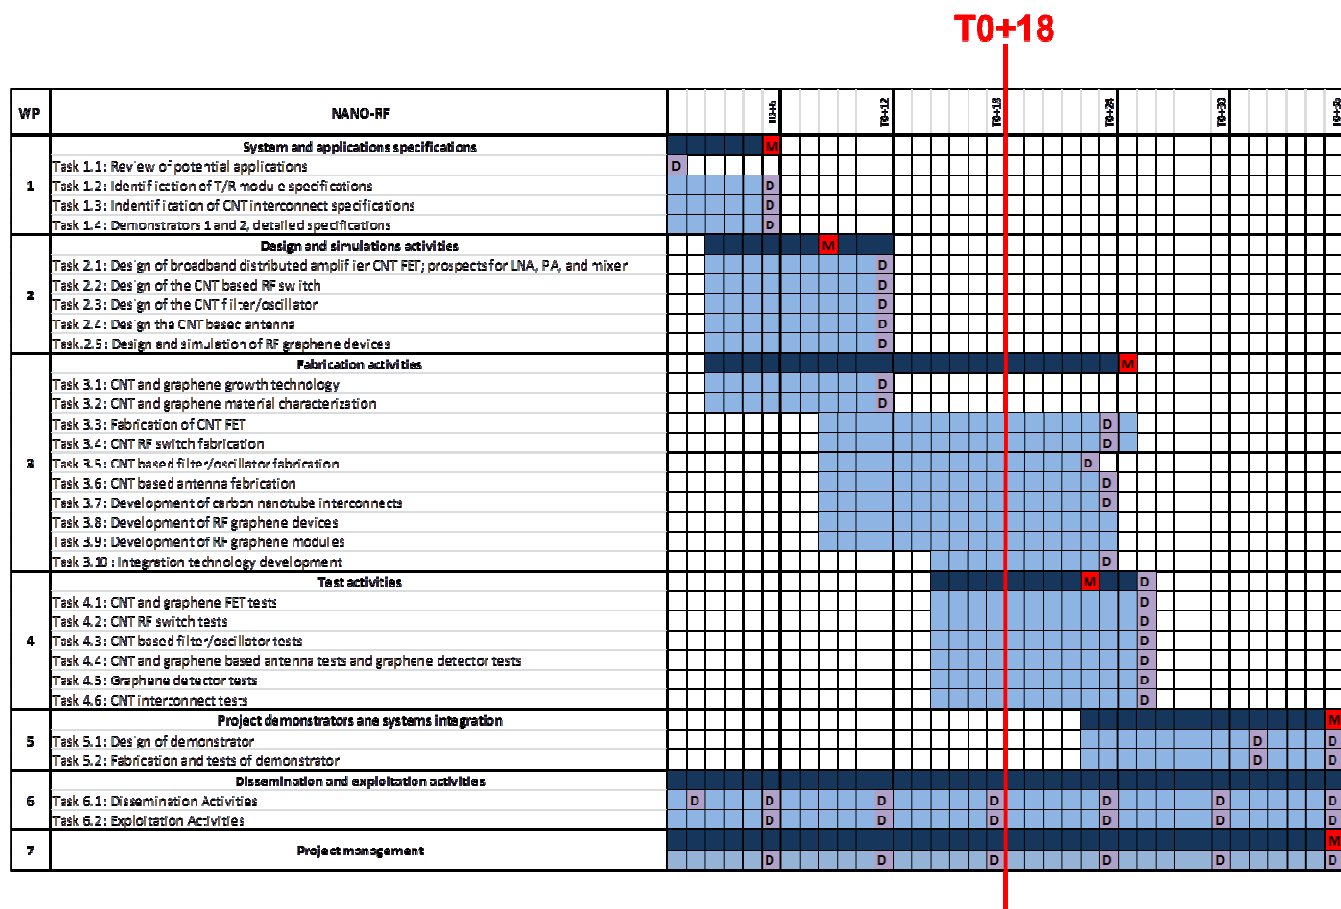 T0+18
WP NANO-RF T0+6 T0+12 T0+18 T0+24 T0+30 T0+36
System and applications specifications M
Task 1.1: Review of potential applications D
1 Task 1.2: Identification of T/R module specifications D
Task 1.3: Indentification of CNT interconnect specifications D
Task 1.4: Demonstrators 1 and 2, detailed specifications D
Design and simulations activities M
Task 2.1: Design of broadband distributed amplifier CNT FET; prospects for LNA, PA, and mixer D
2 Task 2.2: Design of the CNT based RF switch D
Task 2.3: Design of the CNT filter/oscillator D
Task 2.4: Design the CNT based antenna D
Task.2.5: Design and simulation of RF graphene devices D
Fabrication activities M
Task 3.1: CNT and graphene growth technology D
Task 3.2: CNT and graphene material characterization D
Task 3.3: Fabrication of CNT FET D
Task 3.4: CNT RF switch fabrication D
3 Task 3.5: CNT based filter/oscillator fabrication D
Task 3.6: CNT based antenna fabrication D
Task 3.7: Development of carbon nanotube interconnects D
Task 3.8: Development of RF graphene devices
Task 3.9: Development of RF graphene modules
Task 3.10 : Integration technology development D
Test activities M D
Task 4.1: CNT and graphene FET tests D
Task 4.2: CNT RF switch tests D
4 Task 4.3: CNT based filter/oscillator tests D
Task 4.4: CNT and graphene based antenna tests and graphene detector tests D
Task 4.5: Graphene detector tests D
Task 4.6: CNT interconnect tests D
Project demonstrators ane systems integration M
5 Task 5.1: Design of demonstrator D D
Task 5.2: Fabrication and tests of demonstrator D D
Dissemination and exploitation activities
6 Task 6.1: Dissemination Activities D D D D D D D
Task 6.2: Exploitation Activities D D D D D D
7 Project management M
D D D D D D